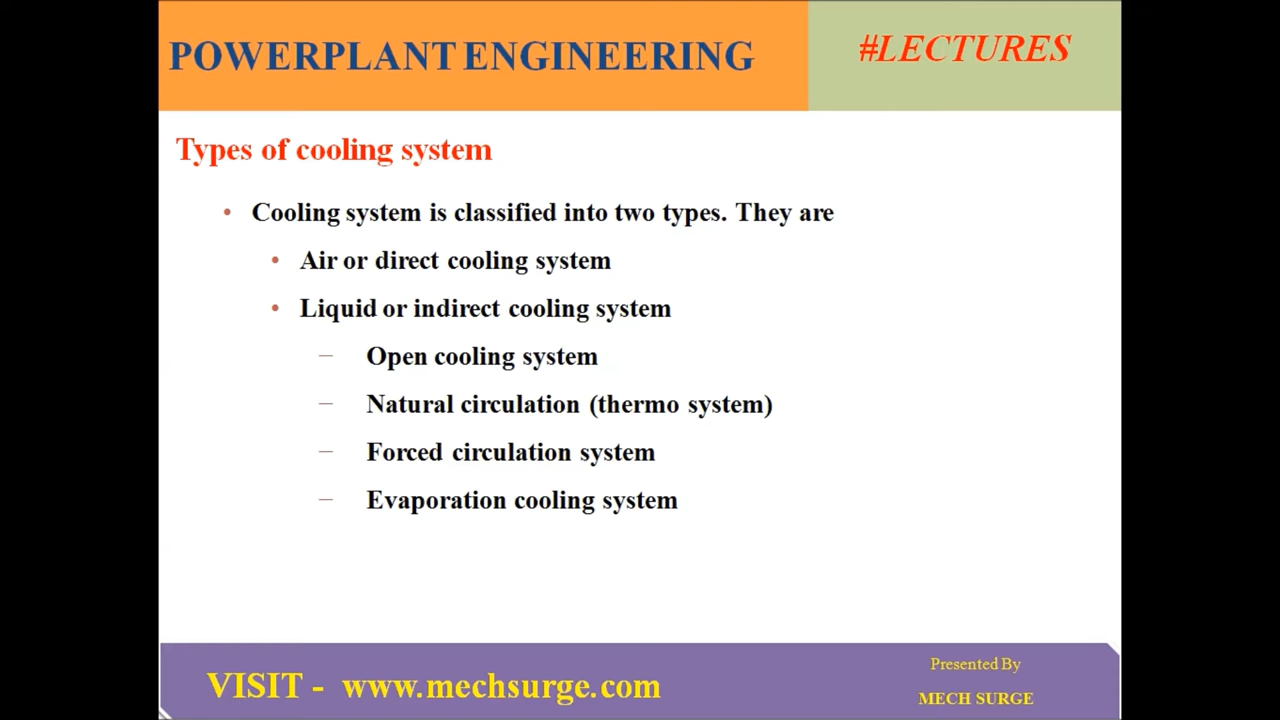 POWERPLANT ENGINEERING
#LECTURES
Types of cooling system
• Cooling system is classified into two types. They are
• Air or direct cooling system
• Liquid or indirect cooling system
– Open cooling system
– Natural circulation (thermo system)
– Forced circulation system
– Evaporation cooling system
VISIT - www.mechsurge.com
Presented By
MECH SURGE